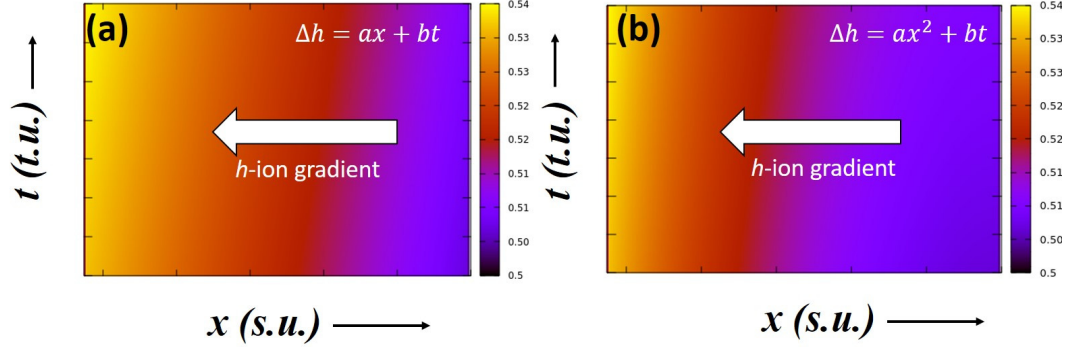 (a)
Δh = ax + bt
h-ion gradient
t (t.u.)
x (s.u.)
0.54
0.53
0.53
0.52
0.52
0.51
0.51
0.50
0.5
(b)
Δh = ax² + bt
h-ion gradient
t (t.u.)
x (s.u.)
0.54
0.53
0.53
0.52
0.52
0.51
0.51
0.50
0.5